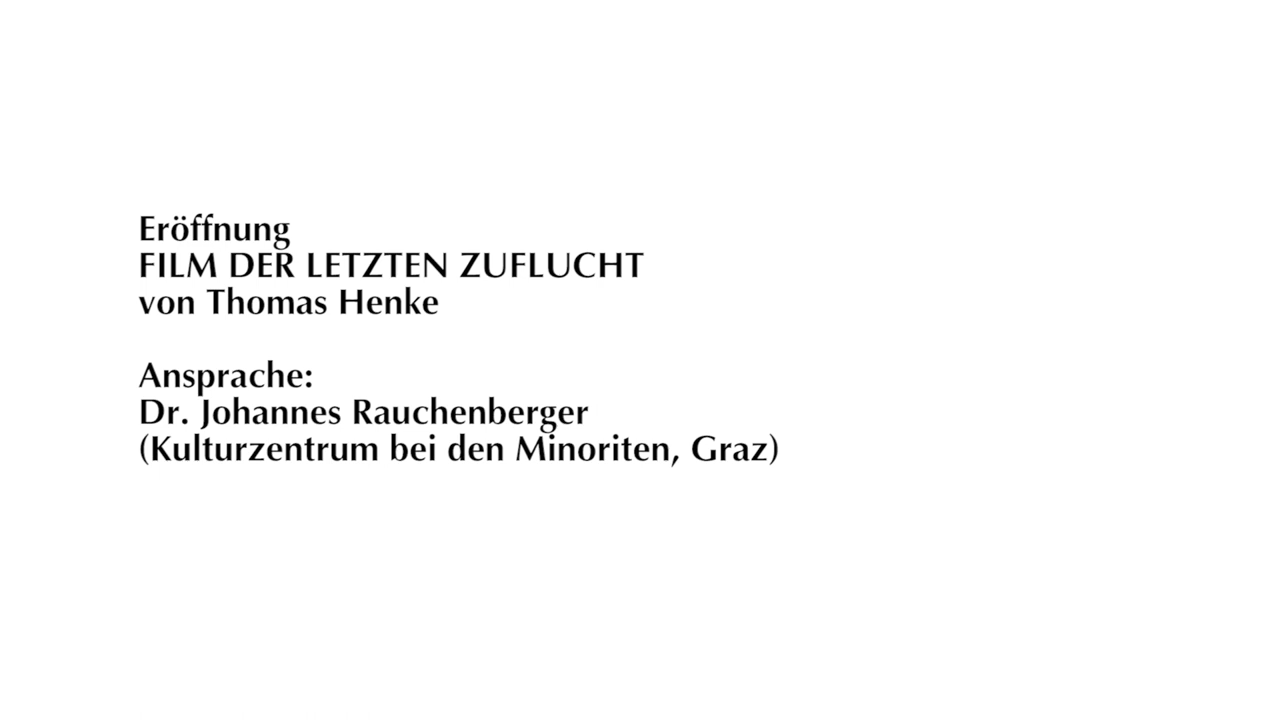 Eröffnung
FILM DER LETZTEN ZUFLUCHT
von Thomas Henke
Ansprache:
Dr. Johannes Rauchenberger
(Kulturzentrum bei den Minoriten, Graz)